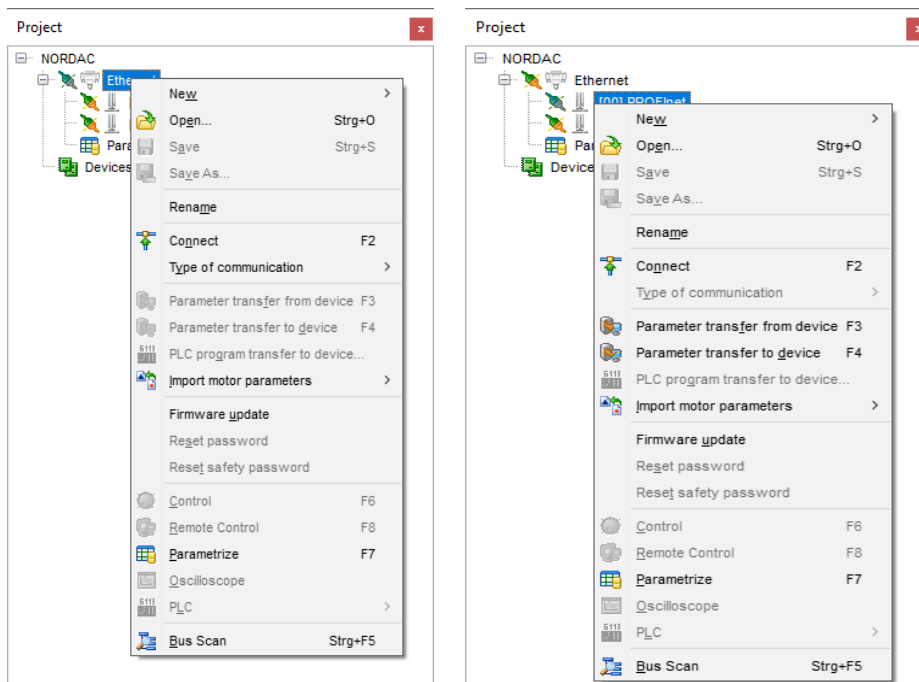 Project x
NORDAC
Ethe
New >
Open... Strg+O
Save Strg+S
Save As...
Para
Devices
Rename
Connect F2
Type of communication >
Parameter transfer from device F3
Parameter transfer to device F4
PLC program transfer to device...
Import motor parameters >
Firmware update
Reset password
Reset safety password
Control F6
Remote Control F8
Parametrize F7
Oscilloscope
PLC >
Bus Scan Strg+F5
Project x
NORDAC
Ethernet
[00] PROFInet
New >
Open... Strg+O
Save Strg+S
Save As...
Device
Rename
Connect F2
Type of communication >
Parameter transfer from device F3
Parameter transfer to device F4
PLC program transfer to device...
Import motor parameters >
Firmware update
Reset password
Reset safety password
Control F6
Remote Control F8
Parametrize F7
Oscilloscope
PLC >
Bus Scan Strg+F5